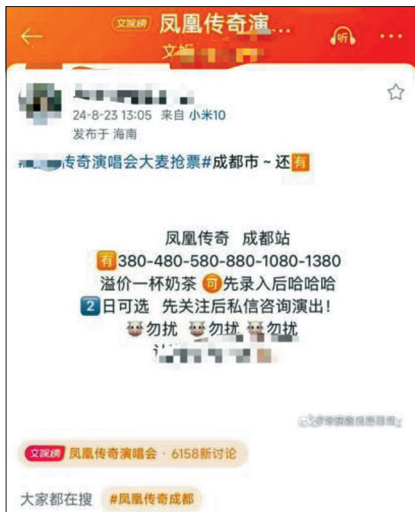 文娱榜 凤凰传奇演...
听
文
24-8-23 13:05 来自 小米10
发布于 海南
传奇演唱会大麦抢票#成都市~还有
凤凰传奇 成都站
有380-480-580-880-1080-1380
溢价一杯奶茶 可先录入后哈哈哈
2日可选 先关注后私信咨询演出!
勿扰 勿扰 勿扰
文娱榜 凤凰传奇演唱会·6158新讨论
大家都在搜 #凤凰传奇成都